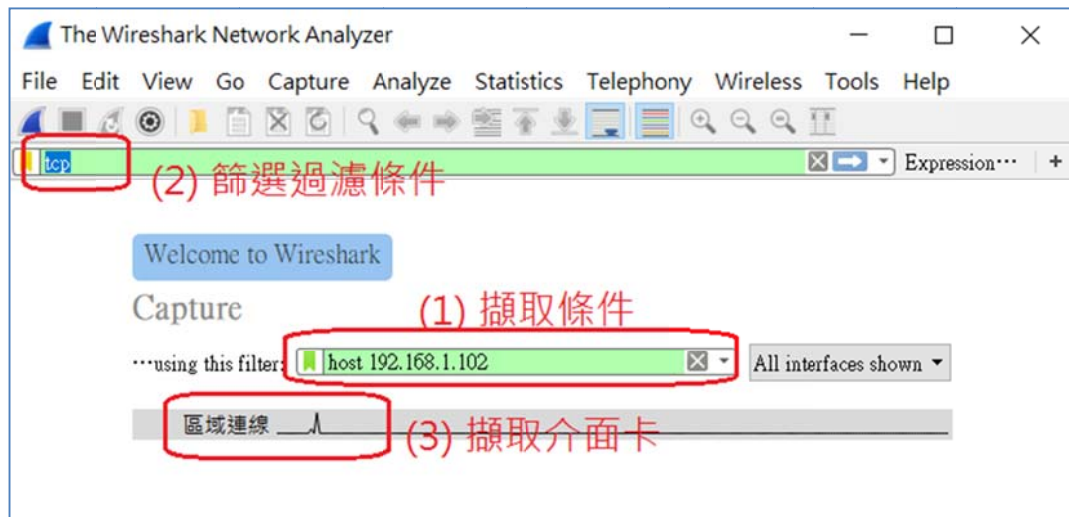 The Wireshark Network Analyzer
File Edit View Go Capture Analyze Statistics Telephony Wireless Tools Help
tcp Expression⋯ +
(2) 篩選過濾條件
Welcome to Wireshark
Capture
(1) 擷取條件
⋯using this filter: host 192.168.1.102 All interfaces shown
區域連線
(3) 擷取介面卡